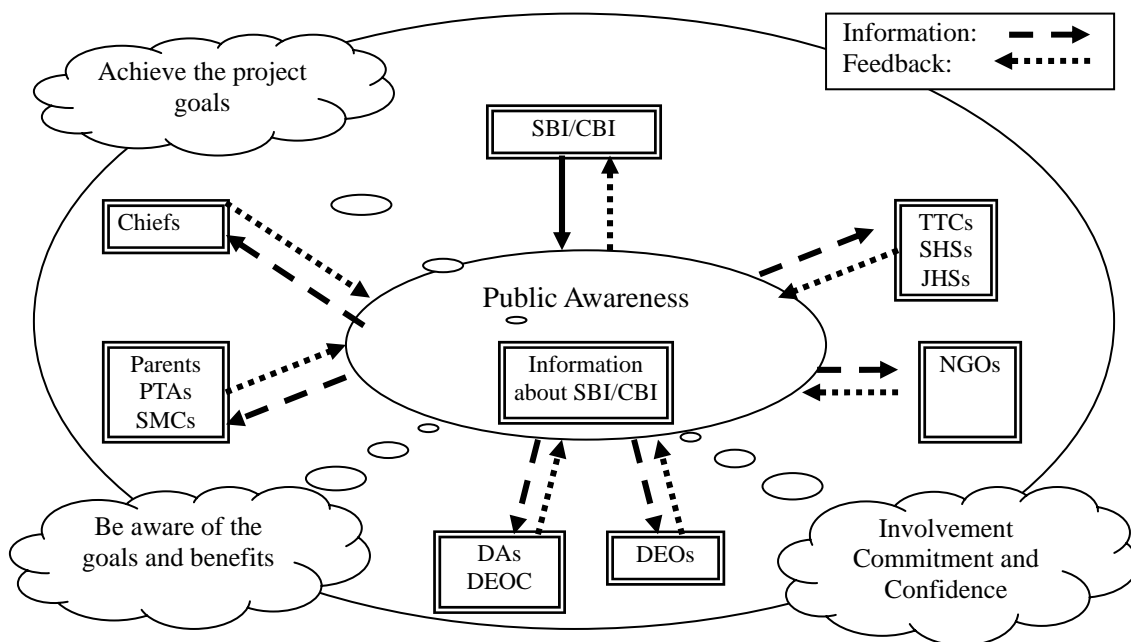 Information:
Feedback:
Achieve the project
goals
SBI/CBI
Chiefs
TTCs
SHSs
JHSs
Public Awareness
Parents
PTAs
SMCs
Information
about SBI/CBI
NGOs
Be aware of the
goals and benefits
DAs
DEOC
DEOs
Involvement
Commitment and
Confidence